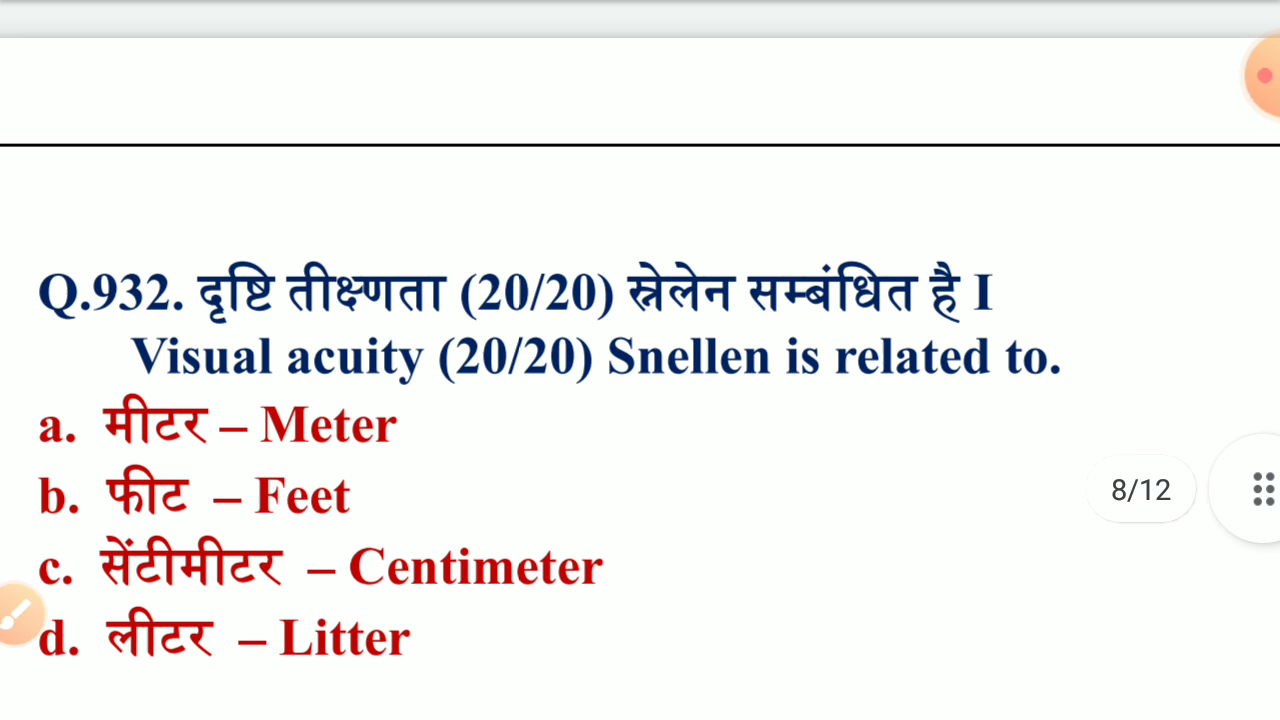 Q.932. दृष्टि तीक्ष्णता (20/20) स्नेलेन सम्बंधित है I
Visual acuity (20/20) Snellen is related to.
a. मीटर – Meter
b. फीट – Feet
8/12
c. सेंटीमीटर – Centimeter
d. लीटर – Litter